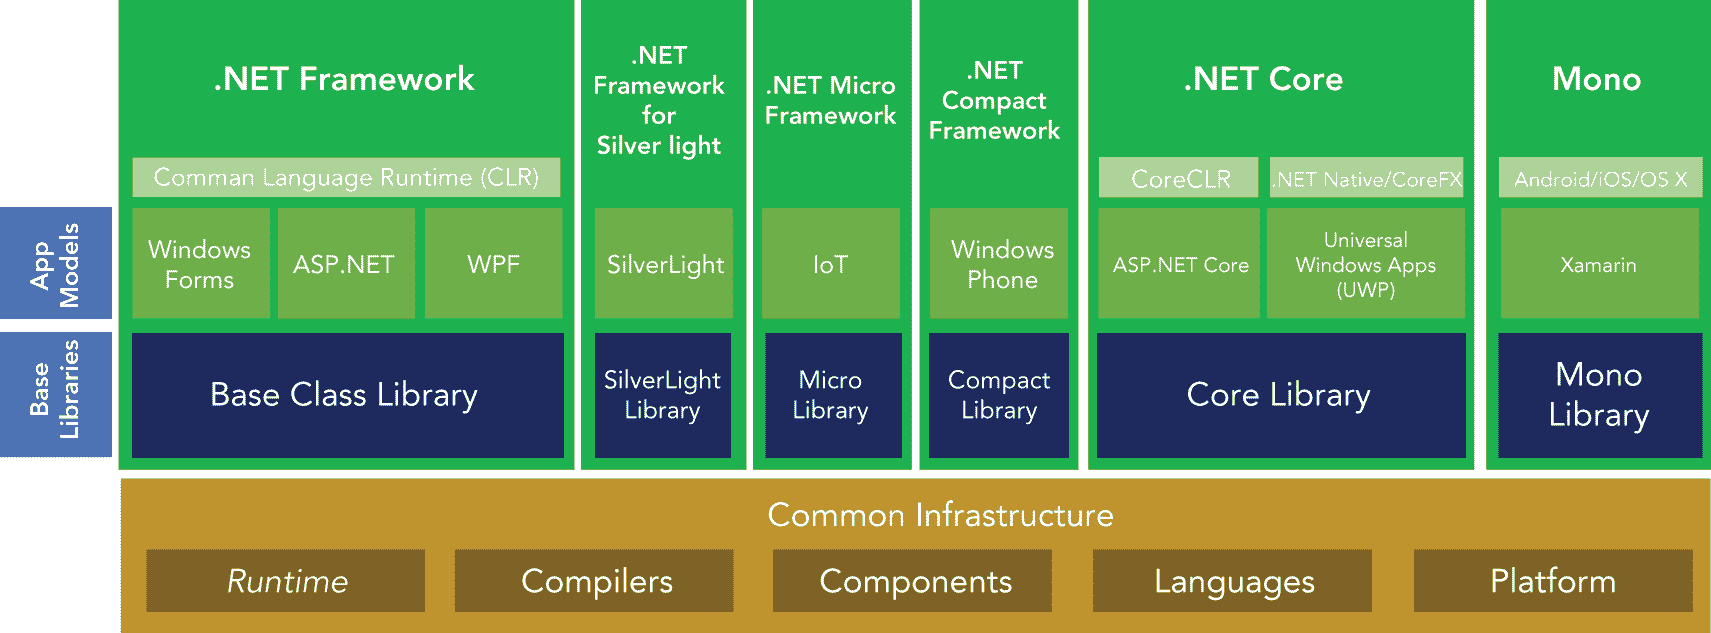 .NET Framework
.NET
Framework
for
Silver light
.NET Micro
Framework
.NET
Compact
Framework
.NET Core
Mono
Comman Language Runtime (CLR)
CoreCLR
.NET Native/CoreFX
Android/iOS/OS X
App
Models
Windows
Forms
ASP.NET
WPF
SilverLight
IoT
Windows
Phone
ASP.NET Core
Universal
Windows Apps
(UWP)
Xamarin
Base
Libraries
Base Class Library
SilverLight
Library
Micro
Library
Compact
Library
Core Library
Mono
Library
Common Infrastructure
Runtime
Compilers
Components
Languages
Platform